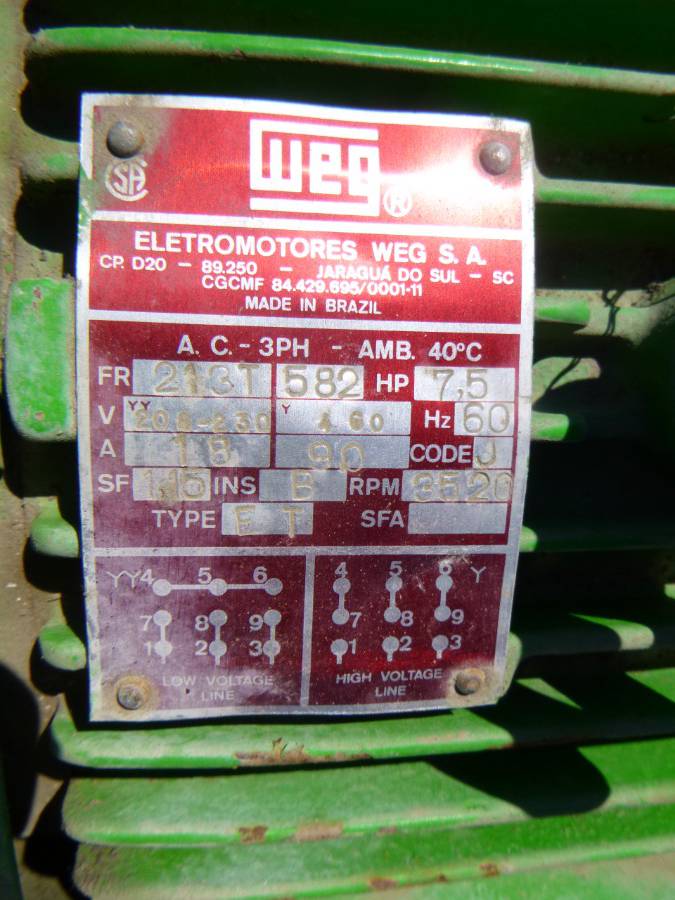 SA
weg ®
ELETROMOTORES WEG S. A.
CP. D20 - 89.250 - JARAGUÁ DO SUL - SC
CGCMF 84.429.695/0001-11
MADE IN BRAZIL
A. C. - 3PH - AMB. 40°C
FR 213T 582 HP 7,5
V YY 208-230 Y 460 Hz 60
A 18 90 CODE J
SF 1.15 INS B RPM 3520
TYPE ET SFA
YY 4 5 6
7 8 9
1 2 3
LOW VOLTAGE
LINE
4 5 6 Y
7 8 9
1 2 3
HIGH VOLTAGE
LINE